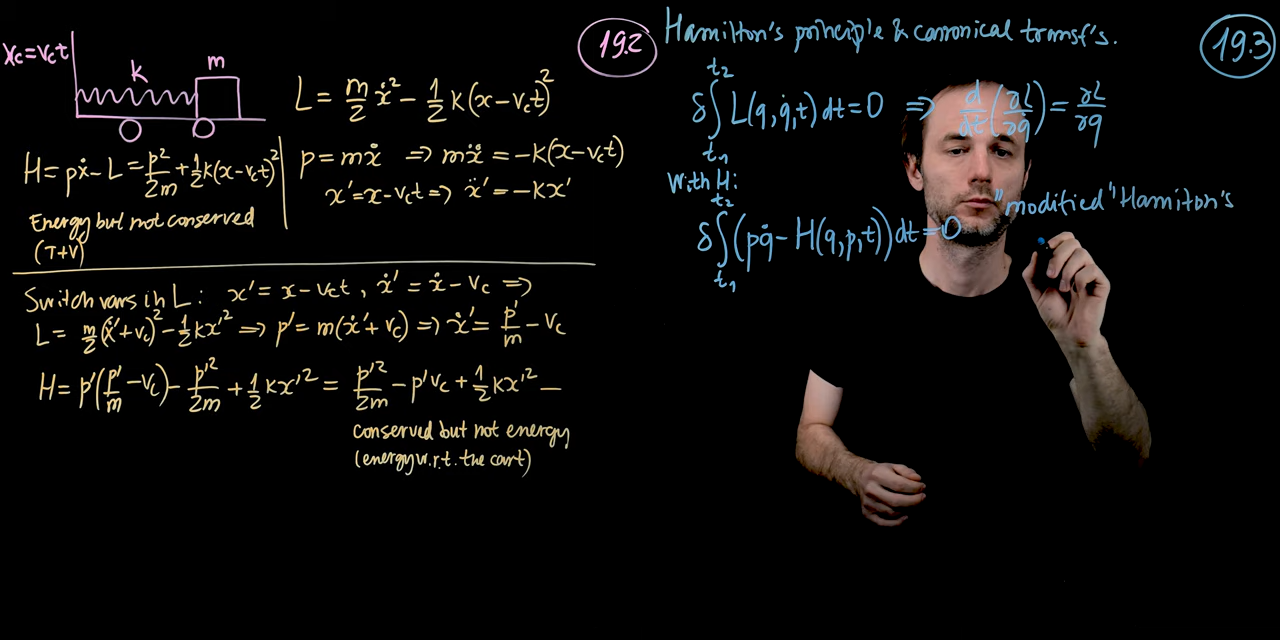 19.2
x_c = v_c t
k
m
L = m/2 ẋ² − 1/2 k(x − v_c t)²
H = pẋ − L = p²/2m + 1/2 k(x − v_c t)²
Energy but not conserved
(T+V)
p = mẋ ⇒ mẍ = −k(x − v_c t)
x' = x − v_c t ⇒ ẍ' = −kx'
Switch vars in L: x' = x − v_c t, ẋ' = ẋ − v_c ⇒
L = m/2 (ẋ' + v_c)² − 1/2 kx'² ⇒ p' = m(ẋ' + v_c) ⇒ ẋ' = p'/m − v_c
H = p'(p'/m − v_c) − p'²/2m + 1/2 kx'² = p'²/2m − p'v_c + 1/2 kx'² —
conserved but not energy
(energy w.r.t. the cart)
Hamilton's principle & canonical transf's.
19.3
δ∫_{t₁}^{t₂} L(q, q̇, t) dt = 0 ⇒ d/dt (∂L/∂q̇) = ∂L/∂q
With H:
δ∫_{t₁}^{t₂} (pq̇ − H(q, p, t)) dt = 0
"modified" Hamiton's